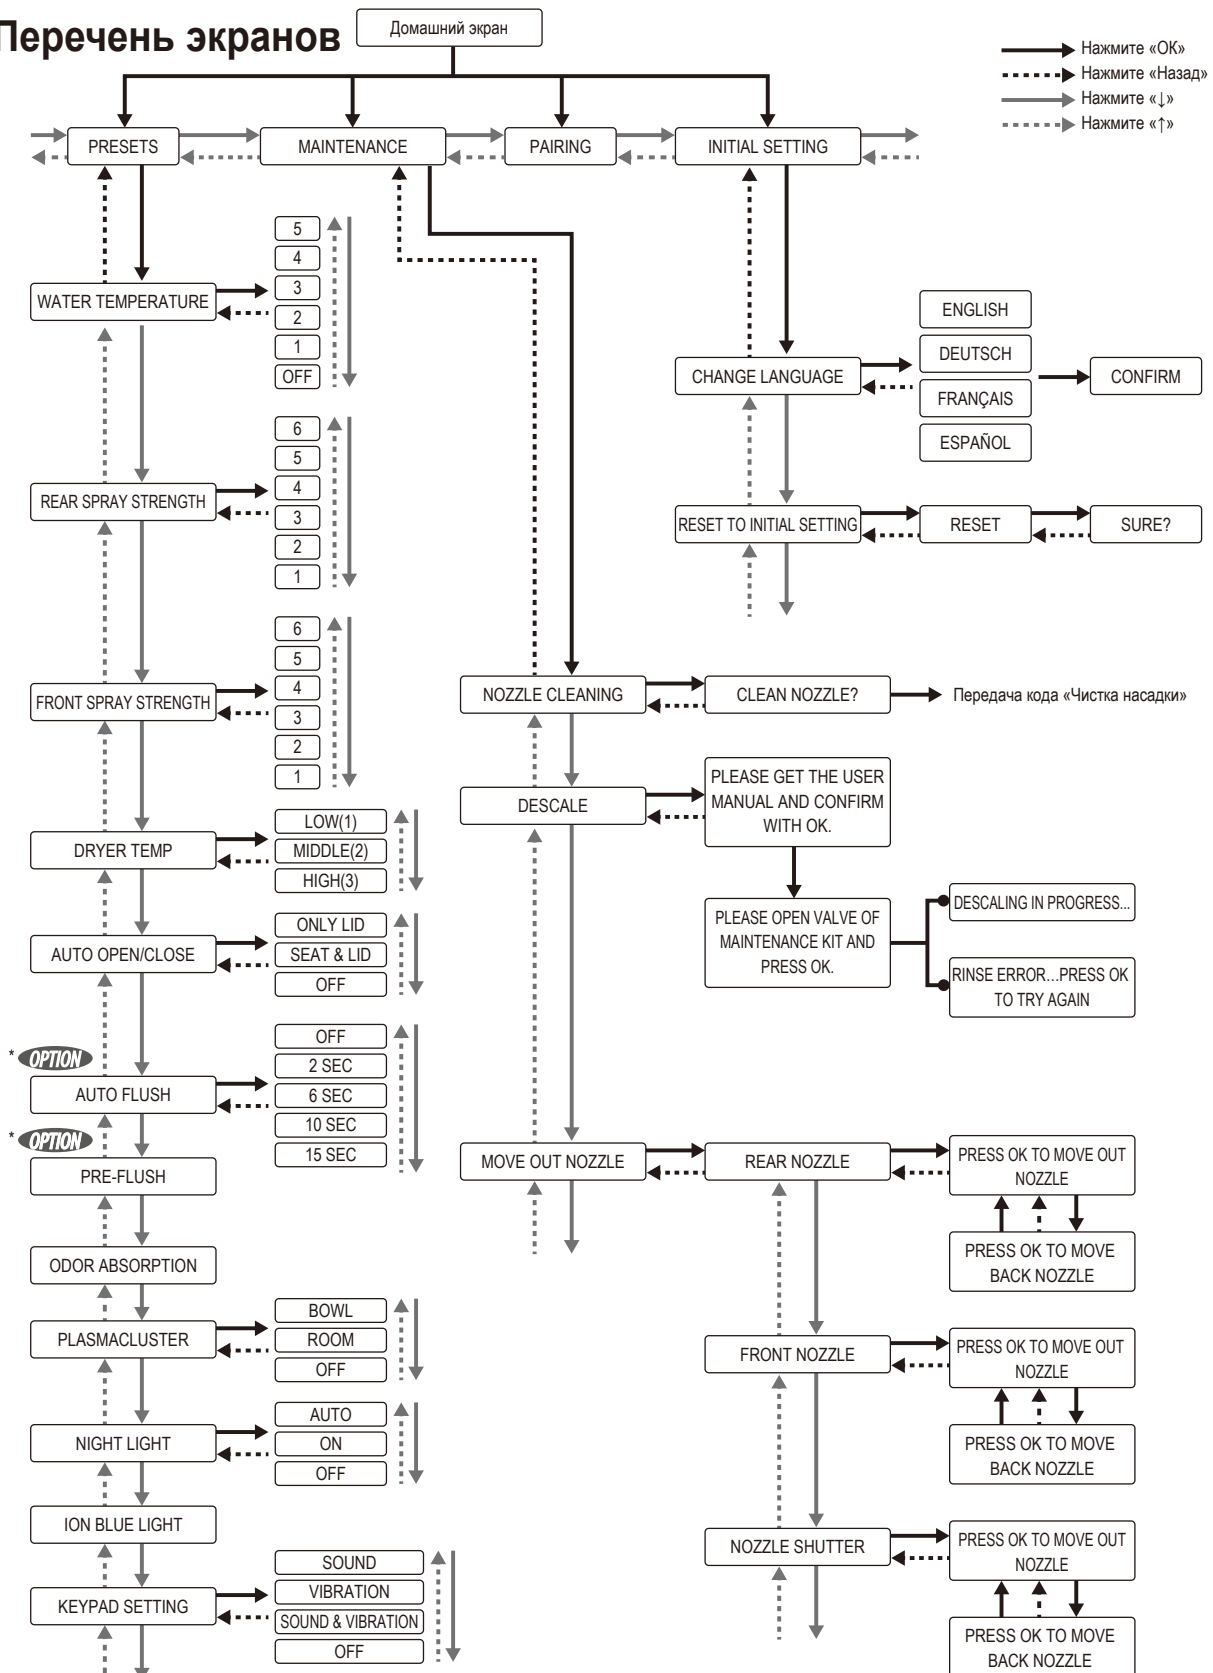 Перечень экранов
Домашний экран
Нажмите «ОК»
Нажмите «Назад»
Нажмите «↓»
Нажмите «↑»
PRESETS
MAINTENANCE
PAIRING
INITIAL SETTING
WATER TEMPERATURE
5
4
3
2
1
OFF
REAR SPRAY STRENGTH
6
5
4
3
2
1
FRONT SPRAY STRENGTH
6
5
4
3
2
1
DRYER TEMP
LOW(1)
MIDDLE(2)
HIGH(3)
AUTO OPEN/CLOSE
ONLY LID
SEAT & LID
OFF
* OPTION
AUTO FLUSH
OFF
2 SEC
6 SEC
10 SEC
15 SEC
* OPTION
PRE-FLUSH
ODOR ABSORPTION
PLASMACLUSTER
BOWL
ROOM
OFF
NIGHT LIGHT
AUTO
ON
OFF
ION BLUE LIGHT
KEYPAD SETTING
SOUND
VIBRATION
SOUND & VIBRATION
OFF
NOZZLE CLEANING
CLEAN NOZZLE?
Передача кода «Чистка насадки»
DESCALE
PLEASE GET THE USER
MANUAL AND CONFIRM
WITH OK.
PLEASE OPEN VALVE OF
MAINTENANCE KIT AND
PRESS OK.
DESCALING IN PROGRESS...
RINSE ERROR...PRESS OK
TO TRY AGAIN
MOVE OUT NOZZLE
REAR NOZZLE
PRESS OK TO MOVE OUT
NOZZLE
PRESS OK TO MOVE
BACK NOZZLE
FRONT NOZZLE
PRESS OK TO MOVE OUT
NOZZLE
PRESS OK TO MOVE
BACK NOZZLE
NOZZLE SHUTTER
PRESS OK TO MOVE OUT
NOZZLE
PRESS OK TO MOVE
BACK NOZZLE
CHANGE LANGUAGE
ENGLISH
DEUTSCH
FRANÇAIS
ESPAÑOL
CONFIRM
RESET TO INITIAL SETTING
RESET
SURE?